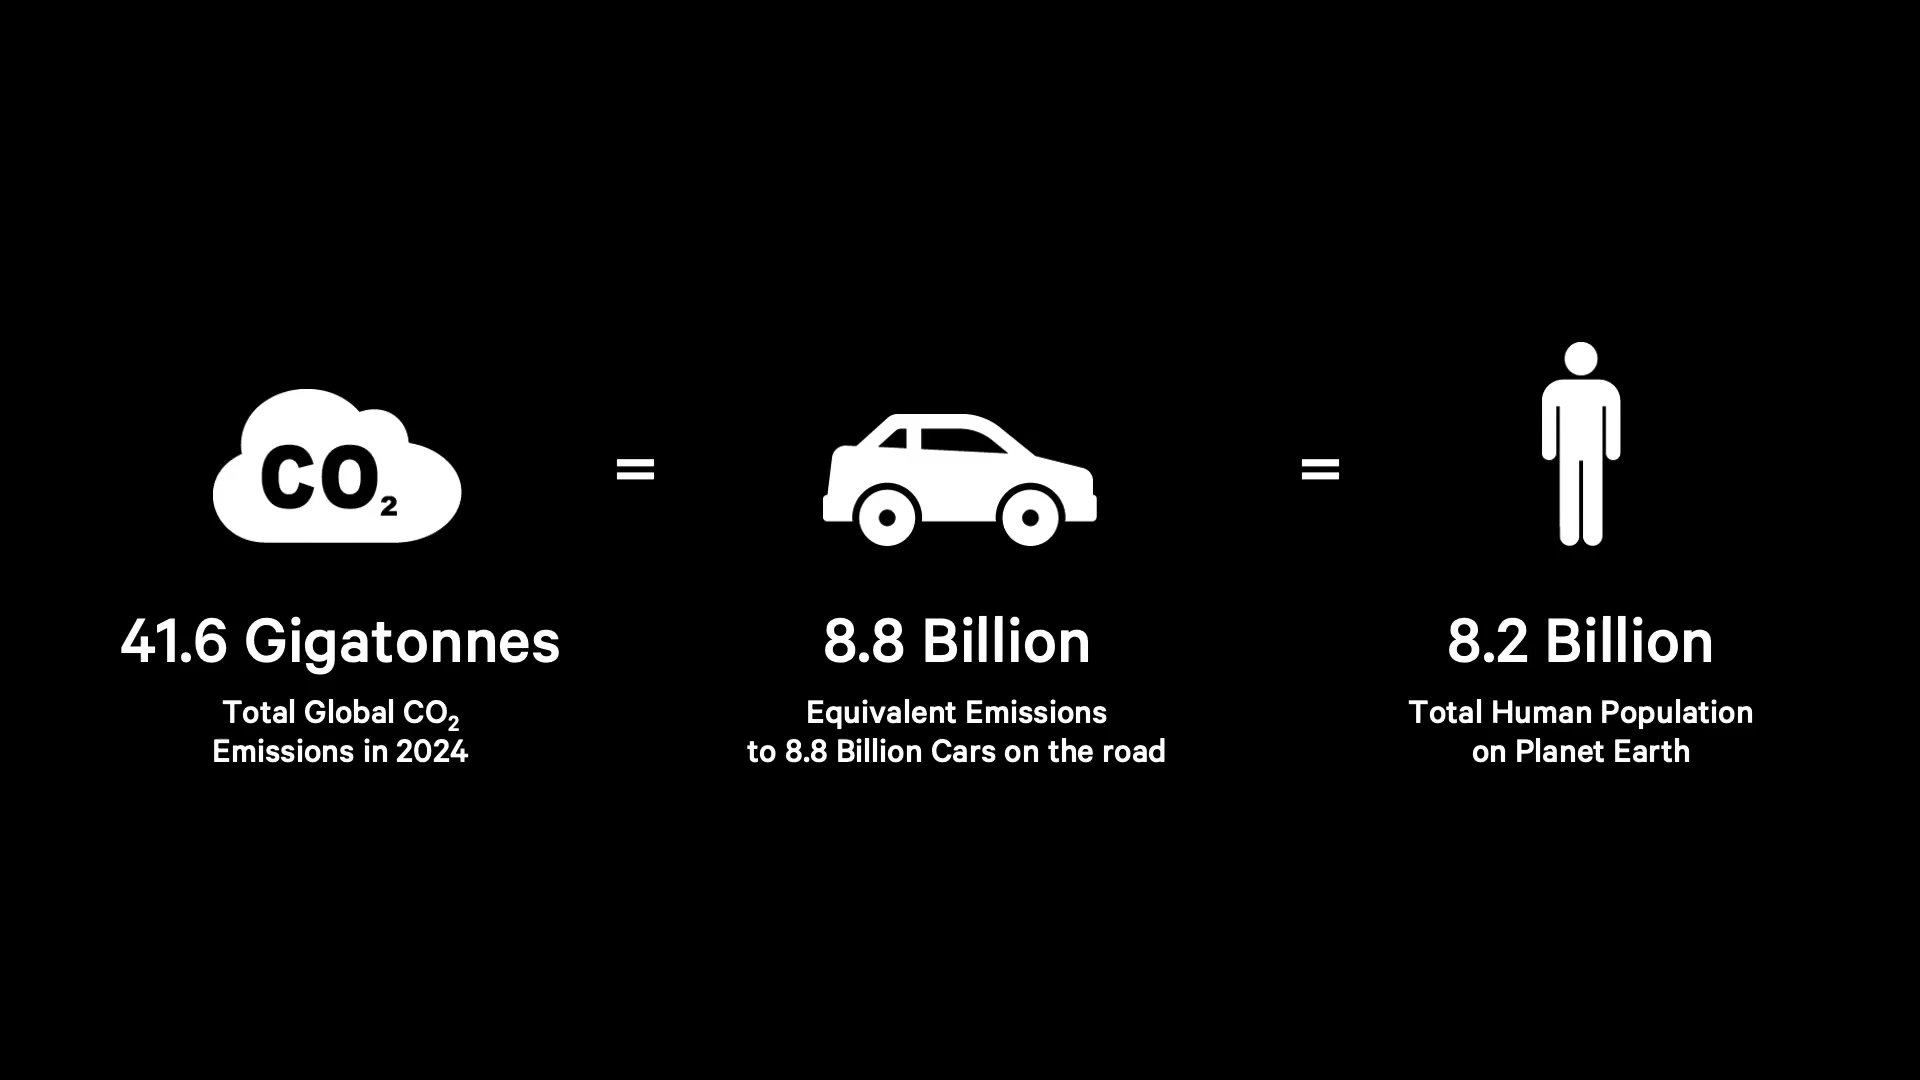 CO₂
=
=
41.6 Gigatonnes
Total Global CO₂
Emissions in 2024
8.8 Billion
Equivalent Emissions
to 8.8 Billion Cars on the road
8.2 Billion
Total Human Population
on Planet Earth